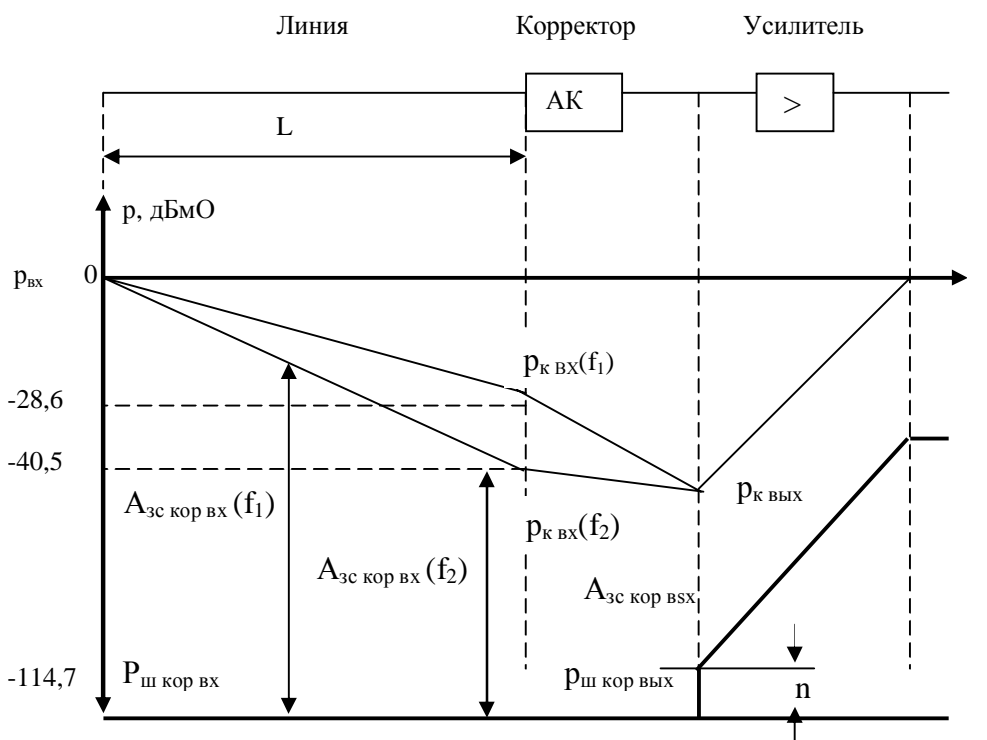 Линия Корректор Усилитель
АК >
L
p, дБмО
pвх 0
pк ВХ(f1)
-28,6
-40,5
pк вых
Aзс кор вх (f1)
pк вх(f2)
Aзс кор вх (f2)
Aзс кор вsх
-114,7 Pш кор вх pш кор вых
n